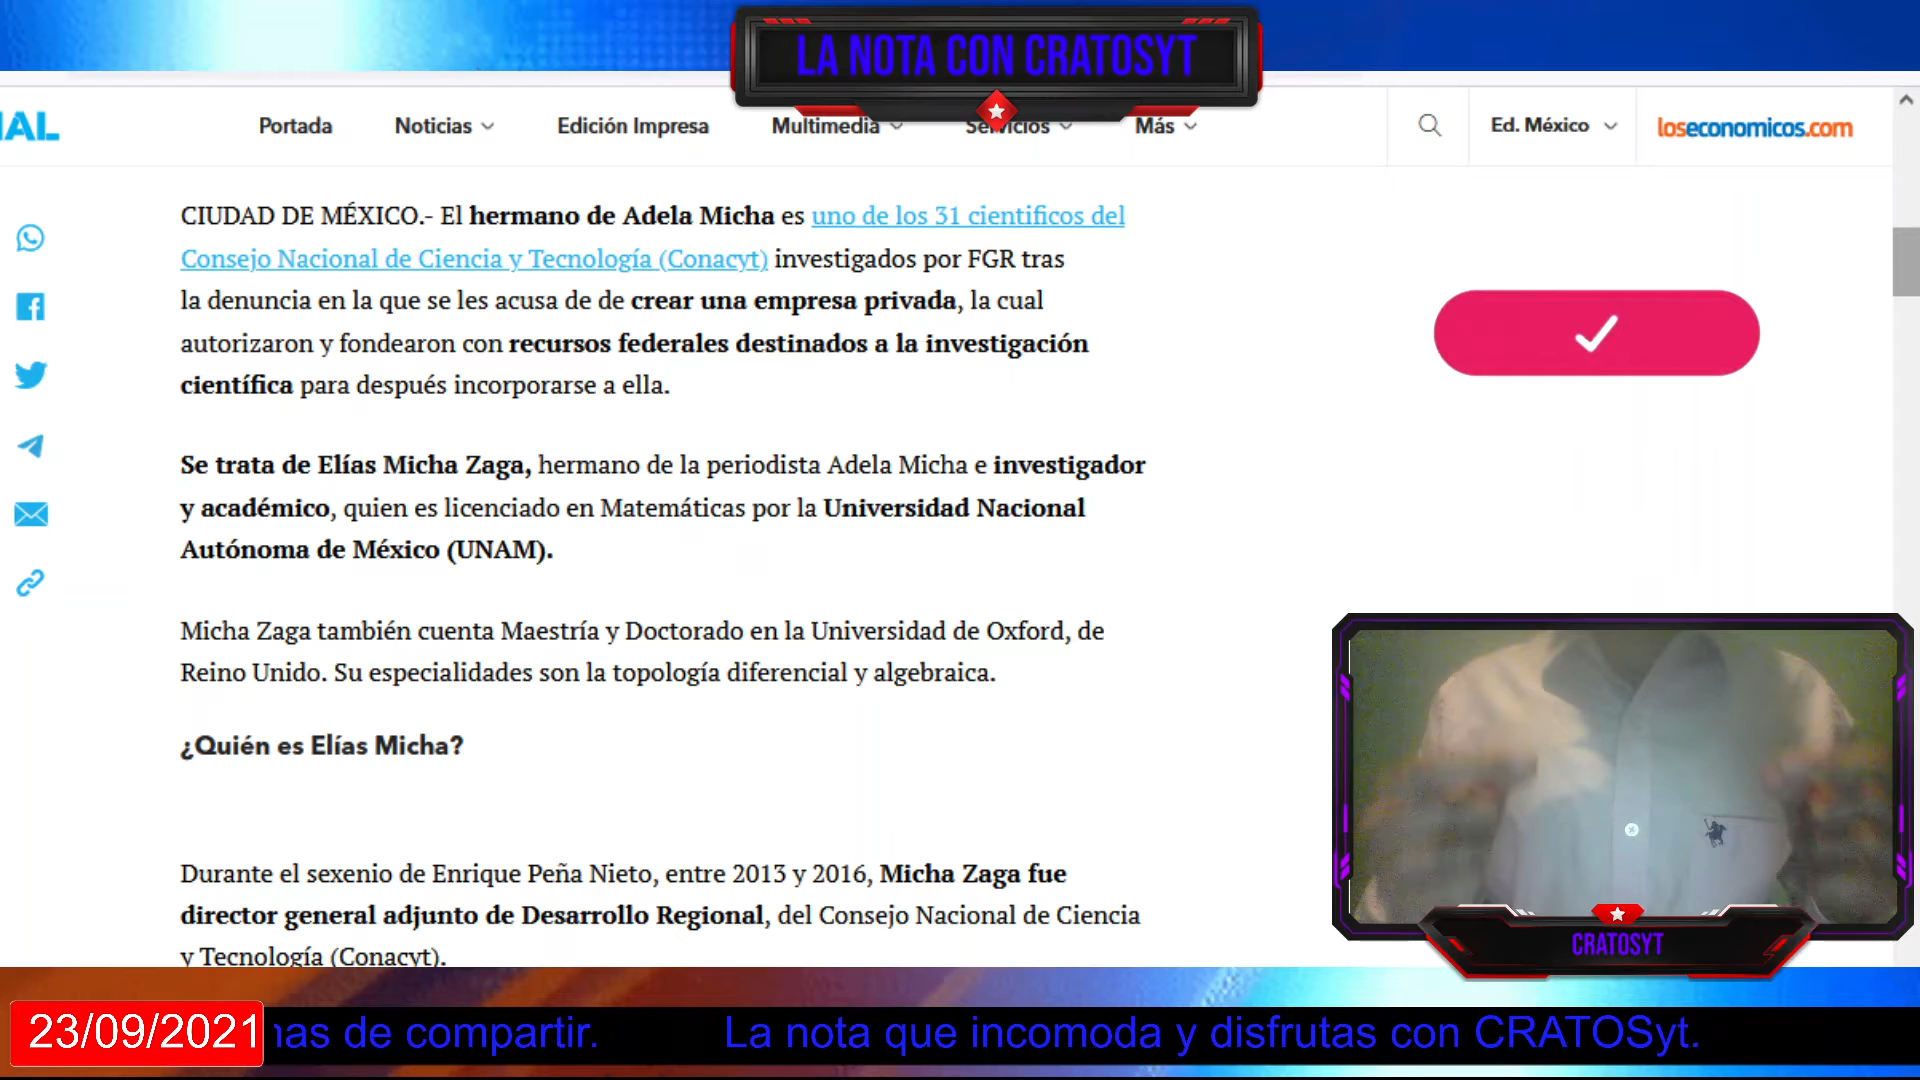 LA NOTA CON CRATOSYT
IAL
Portada
Noticias
Edición Impresa
Multimedia
Servicios
Más
Ed. México
loseconomicos.com
CIUDAD DE MÉXICO.- El hermano de Adela Micha es uno de los 31 cientificos del
Consejo Nacional de Ciencia y Tecnología (Conacyt) investigados por FGR tras
la denuncia en la que se les acusa de de crear una empresa privada, la cual
autorizaron y fondearon con recursos federales destinados a la investigación
científica para después incorporarse a ella.
Se trata de Elías Micha Zaga, hermano de la periodista Adela Micha e investigador
y académico, quien es licenciado en Matemáticas por la Universidad Nacional
Autónoma de México (UNAM).
Micha Zaga también cuenta Maestría y Doctorado en la Universidad de Oxford, de
Reino Unido. Su especialidades son la topología diferencial y algebraica.
¿Quién es Elías Micha?
Durante el sexenio de Enrique Peña Nieto, entre 2013 y 2016, Micha Zaga fue
director general adjunto de Desarrollo Regional, del Consejo Nacional de Ciencia
y Tecnología (Conacyt).
CRATOSYT
23/09/2021
nas de compartir. La nota que incomoda y disfrutas con CRATOSyt.